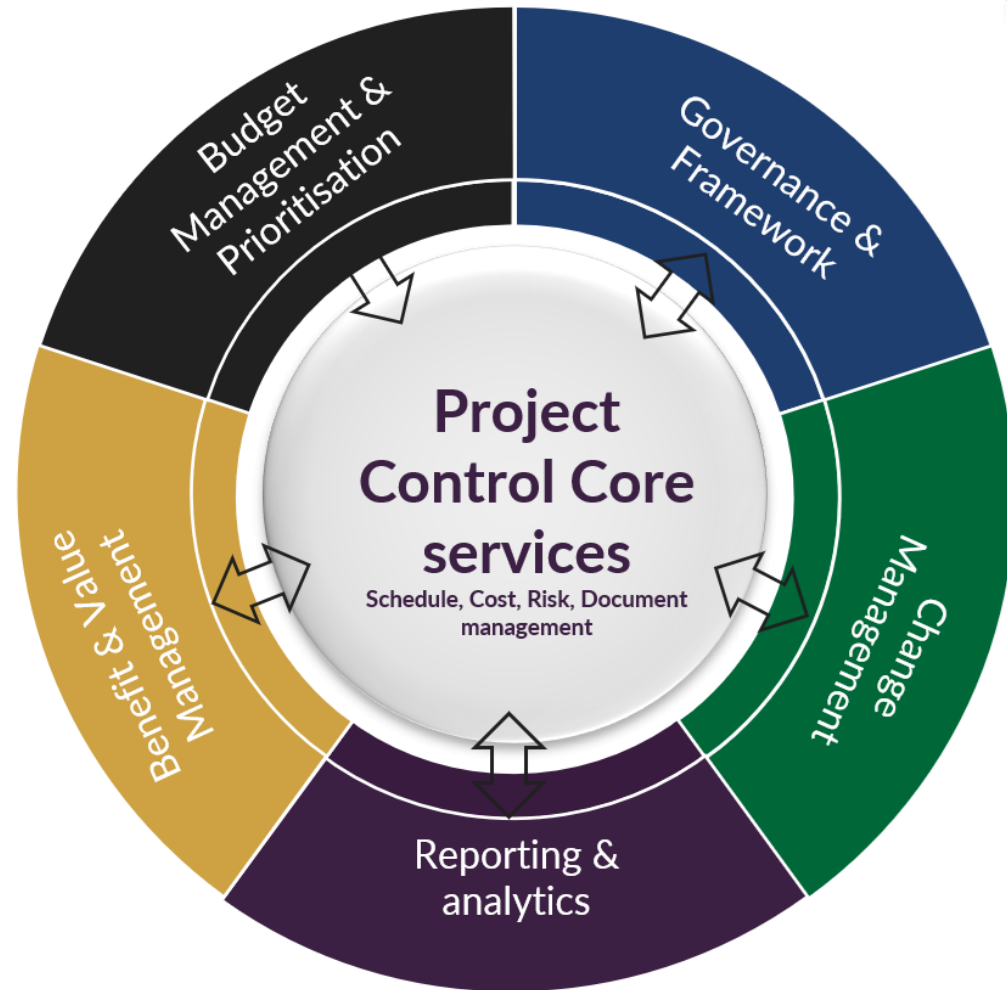 Budget
Management &
Prioritisation
Governance &
Framework
Project
Control Core
services
Schedule, Cost, Risk, Document
management
Benefit & Value
Management
Change
Management
Reporting &
analytics